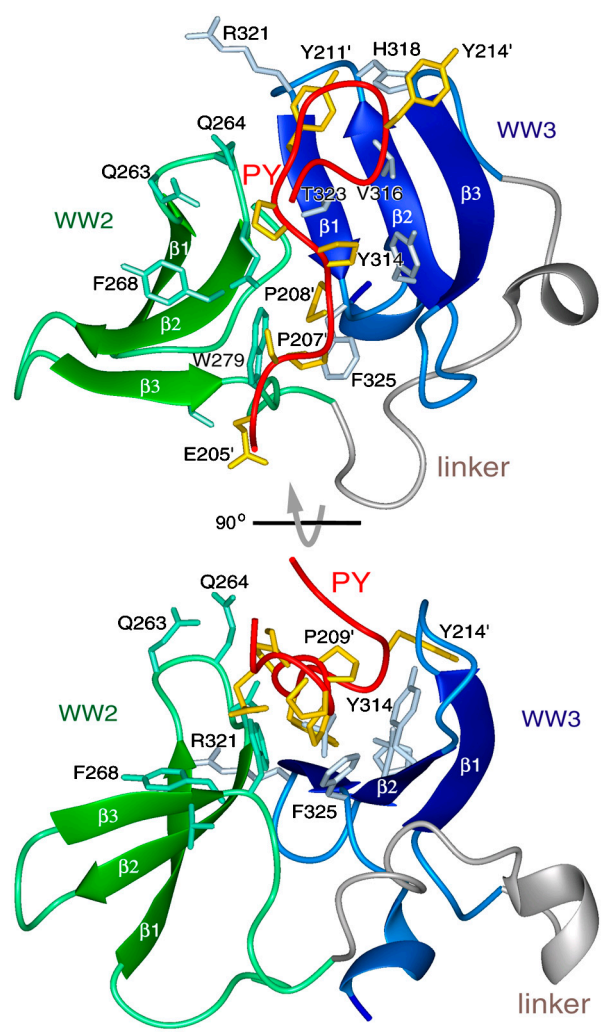 R321
Y211'
H318
Y214'
Q264
WW3
Q263
PY
T323
V316
β3
WW2
β1
β2
β1
Y314
F268
P208'
β2
P207'
W279
F325
β3
E205'
linker
90°
PY
Q264
Q263
P209'
Y214'
WW2
Y314
WW3
R321
β1
F268
β2
β3
F325
β2
β1
linker